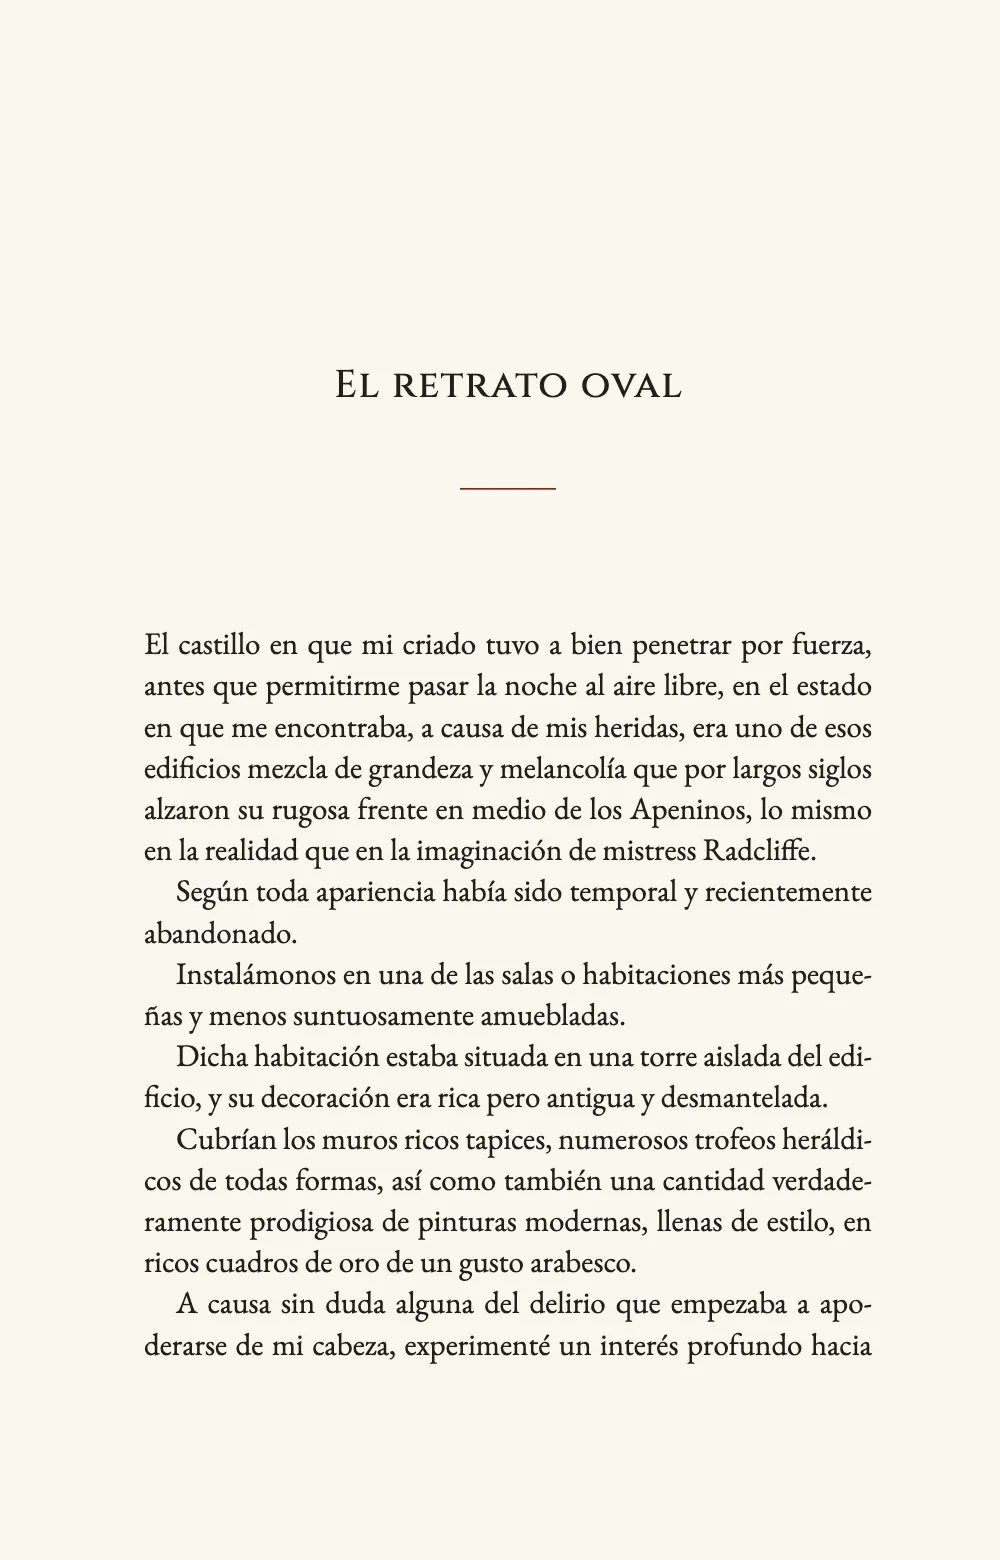 El retrato oval
El castillo en que mi criado tuvo a bien penetrar por fuerza,
antes que permitirme pasar la noche al aire libre, en el estado
en que me encontraba, a causa de mis heridas, era uno de esos
edificios mezcla de grandeza y melancolía que por largos siglos
alzaron su rugosa frente en medio de los Apeninos, lo mismo
en la realidad que en la imaginación de mistress Radcliffe.
Según toda apariencia había sido temporal y recientemente
abandonado.
Instalámonos en una de las salas o habitaciones más peque-
ñas y menos suntuosamente amuebladas.
Dicha habitación estaba situada en una torre aislada del edi-
ficio, y su decoración era rica pero antigua y desmantelada.
Cubrían los muros ricos tapices, numerosos trofeos heráldi-
cos de todas formas, así como también una cantidad verdade-
ramente prodigiosa de pinturas modernas, llenas de estilo, en
ricos cuadros de oro de un gusto arabesco.
A causa sin duda alguna del delirio que empezaba a apo-
derarse de mi cabeza, experimenté un interés profundo hacia